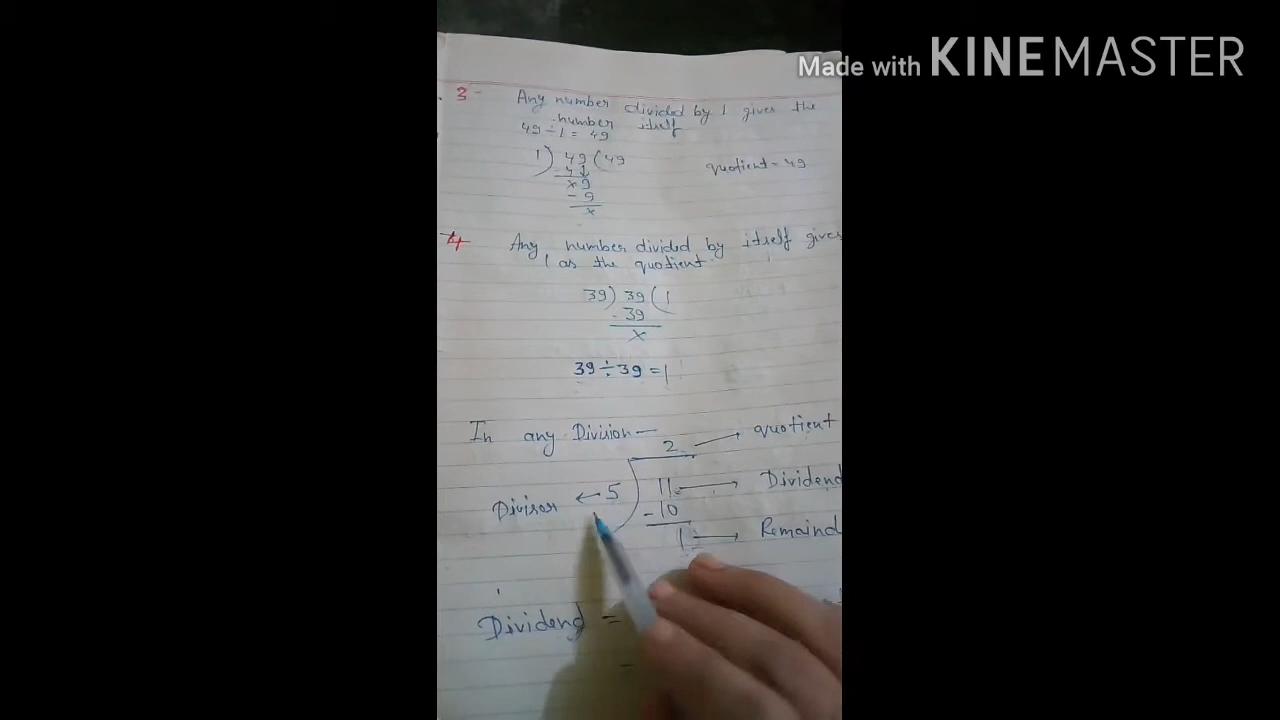 Made with KINEMASTER
3-
Any number divided by 1 gives the
number itself
49 ÷ 1 = 49
1) 49 (49
- 4↓
x9
- 9
x
quotient = 49
4
Any number divided by itself gives
1 as the quotient.
39) 39 (1
- 39
x
39 ÷ 39 = 1
In any Division—
2 → quotient
Divisor ← 5
11 → Dividend
- 10
1 → Remaind
Dividend =